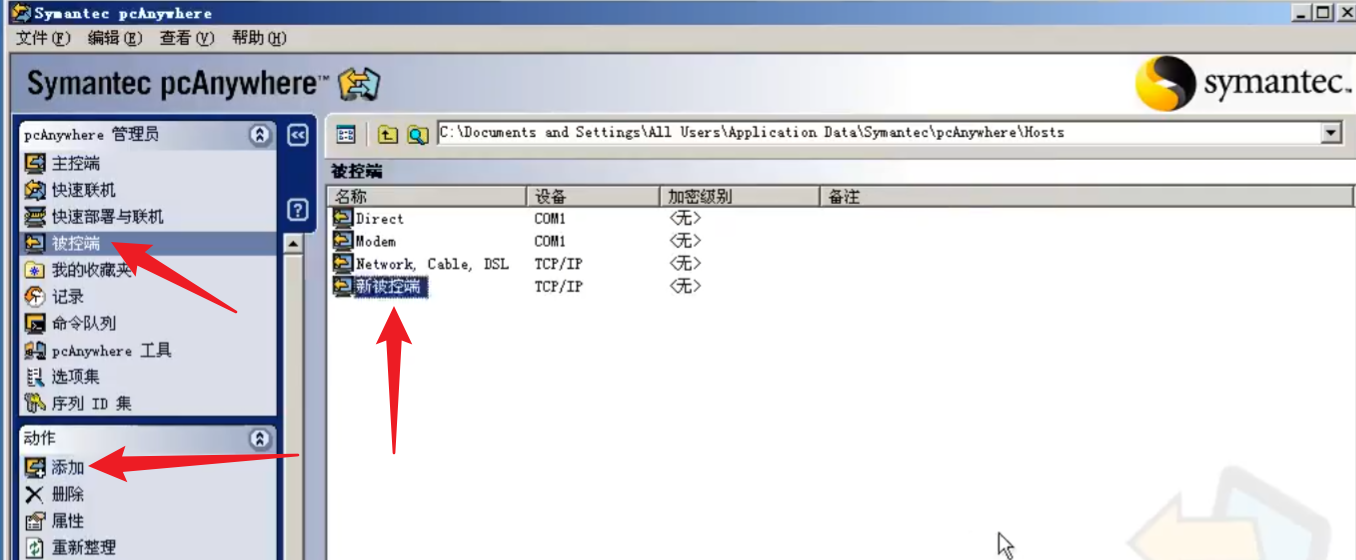 Symantec pcAnywhere
文件(F) 编辑(E) 查看(V) 帮助(H)
Symantec pcAnywhere™
symantec.
pcAnywhere 管理员
主控端
快速联机
快速部署与联机
被控端
我的收藏夹
记录
命令队列
pcAnywhere 工具
选项集
序列 ID 集
动作
添加
删除
属性
重新整理
C:\Documents and Settings\All Users\Application Data\Symantec\pcAnywhere\Hosts
被控端
名称 设备 加密级别 备注
Direct COM1 <无>
Modem COM1 <无>
Network, Cable, DSL TCP/IP <无>
新被控端 TCP/IP <无>